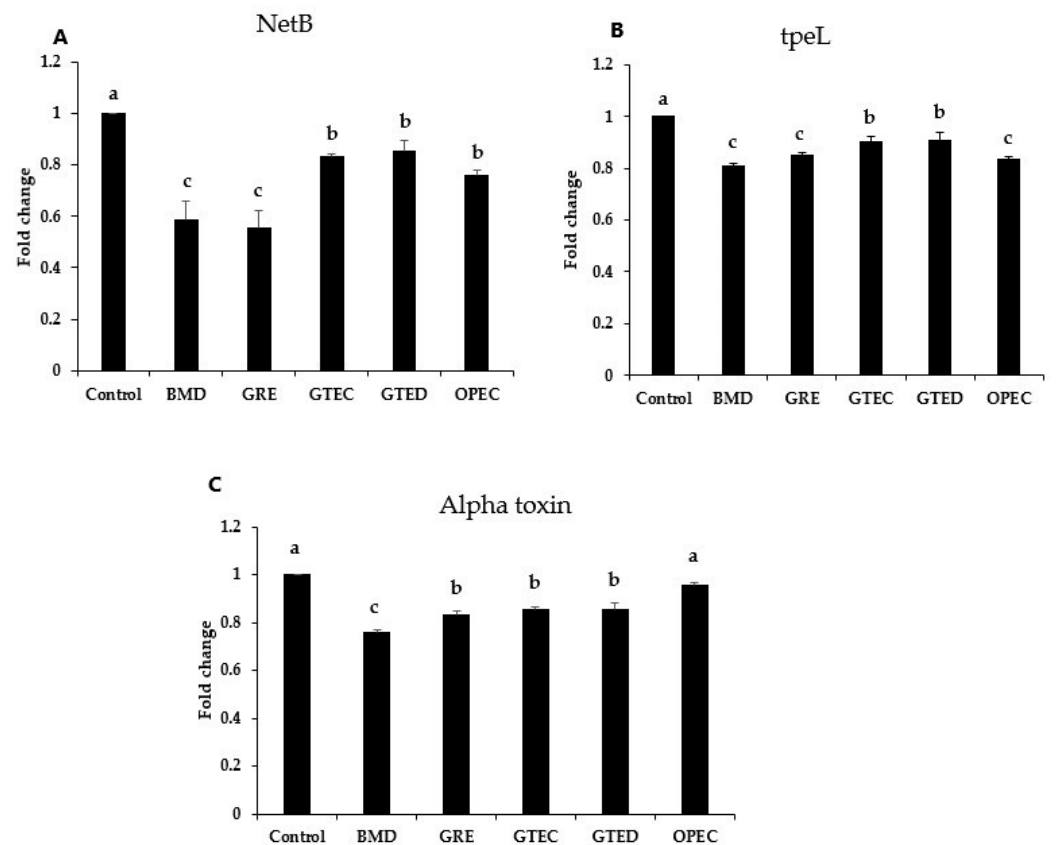 A
NetB
1.2
1
0.8
0.6
0.4
0.2
0
Fold change
a
c
c
b
b
b
Control BMD GRE GTEC GTED OPEC
B
tpeL
1.2
1
0.8
0.6
0.4
0.2
0
Fold change
a
c
c
b
b
c
Control BMD GRE GTEC GTED OPEC
C
Alpha toxin
1.2
1
0.8
0.6
0.4
0.2
0
Fold change
a
c
b
b
b
a
Control BMD GRE GTEC GTED OPEC